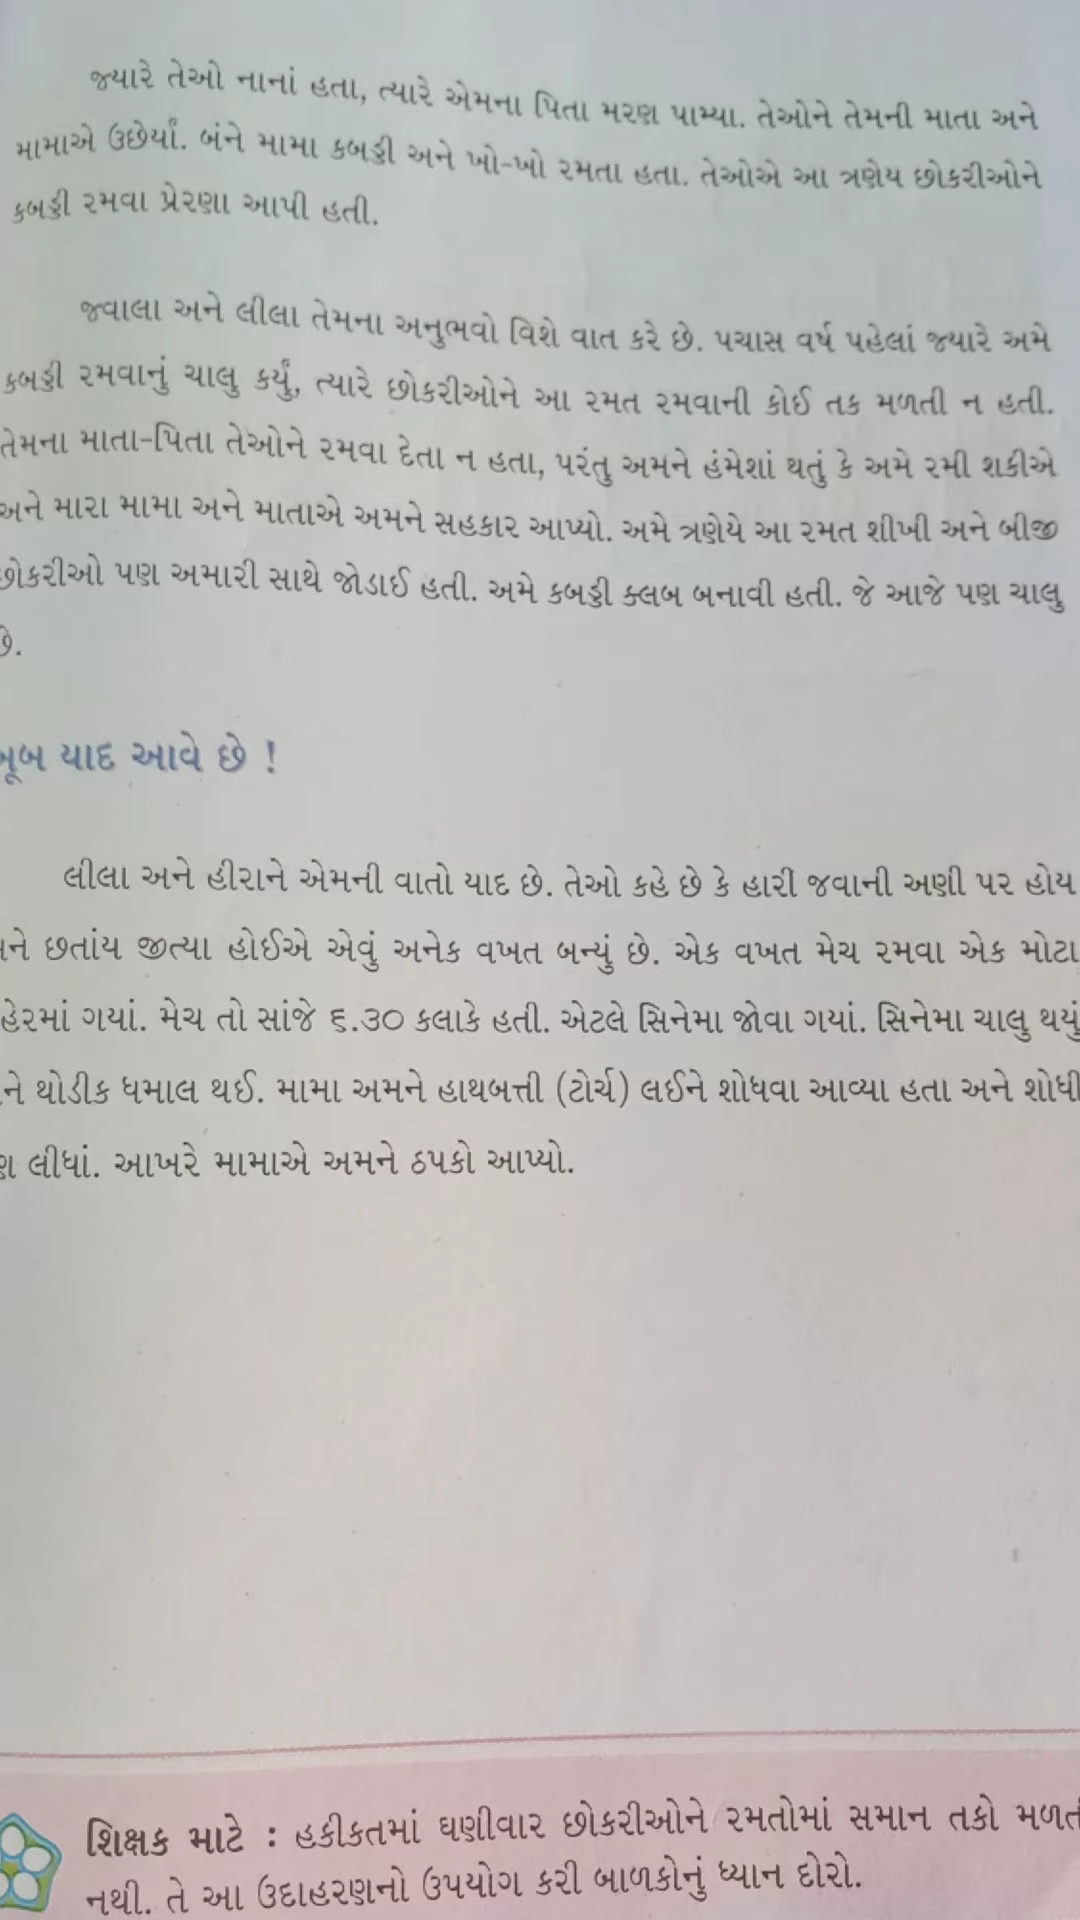 જ્યારે તેઓ નાનાં હતા, ત્યારે એમના પિતા મરણ પામ્યા. તેઓને તેમની માતા અને
મામાએ ઉછેર્યાં. બંને મામા કબડ્ડી અને ખો-ખો રમતા હતા. તેઓએ આ ત્રણેય છોકરીઓને
કબડ્ડી રમવા પ્રેરણા આપી હતી.
જ્વાલા અને લીલા તેમના અનુભવો વિશે વાત કરે છે. પચાસ વર્ષ પહેલાં જ્યારે અમે
કબડ્ડી રમવાનું ચાલુ કર્યું, ત્યારે છોકરીઓને આ રમત રમવાની કોઈ તક મળતી ન હતી.
તેમના માતા-પિતા તેઓને રમવા દેતા ન હતા, પરંતુ અમને હંમેશાં થતું કે અમે રમી શકીએ
અને મારા મામા અને માતાએ અમને સહકાર આપ્યો. અમે ત્રણેયે આ રમત શીખી અને બીજી
છોકરીઓ પણ અમારી સાથે જોડાઈ હતી. અમે કબડ્ડી ક્લબ બનાવી હતી. જે આજે પણ ચાલુ
છે.
યાદ આવે છે !
લીલા અને હીરાને એમની વાતો યાદ છે. તેઓ કહે છે કે હારી જવાની અણી પર હોય
છતાંય જીત્યા હોઈએ એવું અનેક વખત બન્યું છે. એક વખત મેચ રમવા એક મોટા
ગયાં. મેચ તો સાંજે ૬.૩૦ કલાકે હતી. એટલે સિનેમા જોવા ગયાં. સિનેમા ચાલુ થયું
થોડીક ધમાલ થઈ. મામા અમને હાથબત્તી (ટોર્ચ) લઈને શોધવા આવ્યા હતા અને શોધી
લીધાં. આખરે મામાએ અમને ઠપકો આપ્યો.
શિક્ષક માટે : હકીકતમાં ઘણીવાર છોકરીઓને રમતોમાં સમાન તકો
નથી. તે આ ઉદાહરણનો ઉપયોગ કરી બાળકોનું ધ્યાન દોરો.